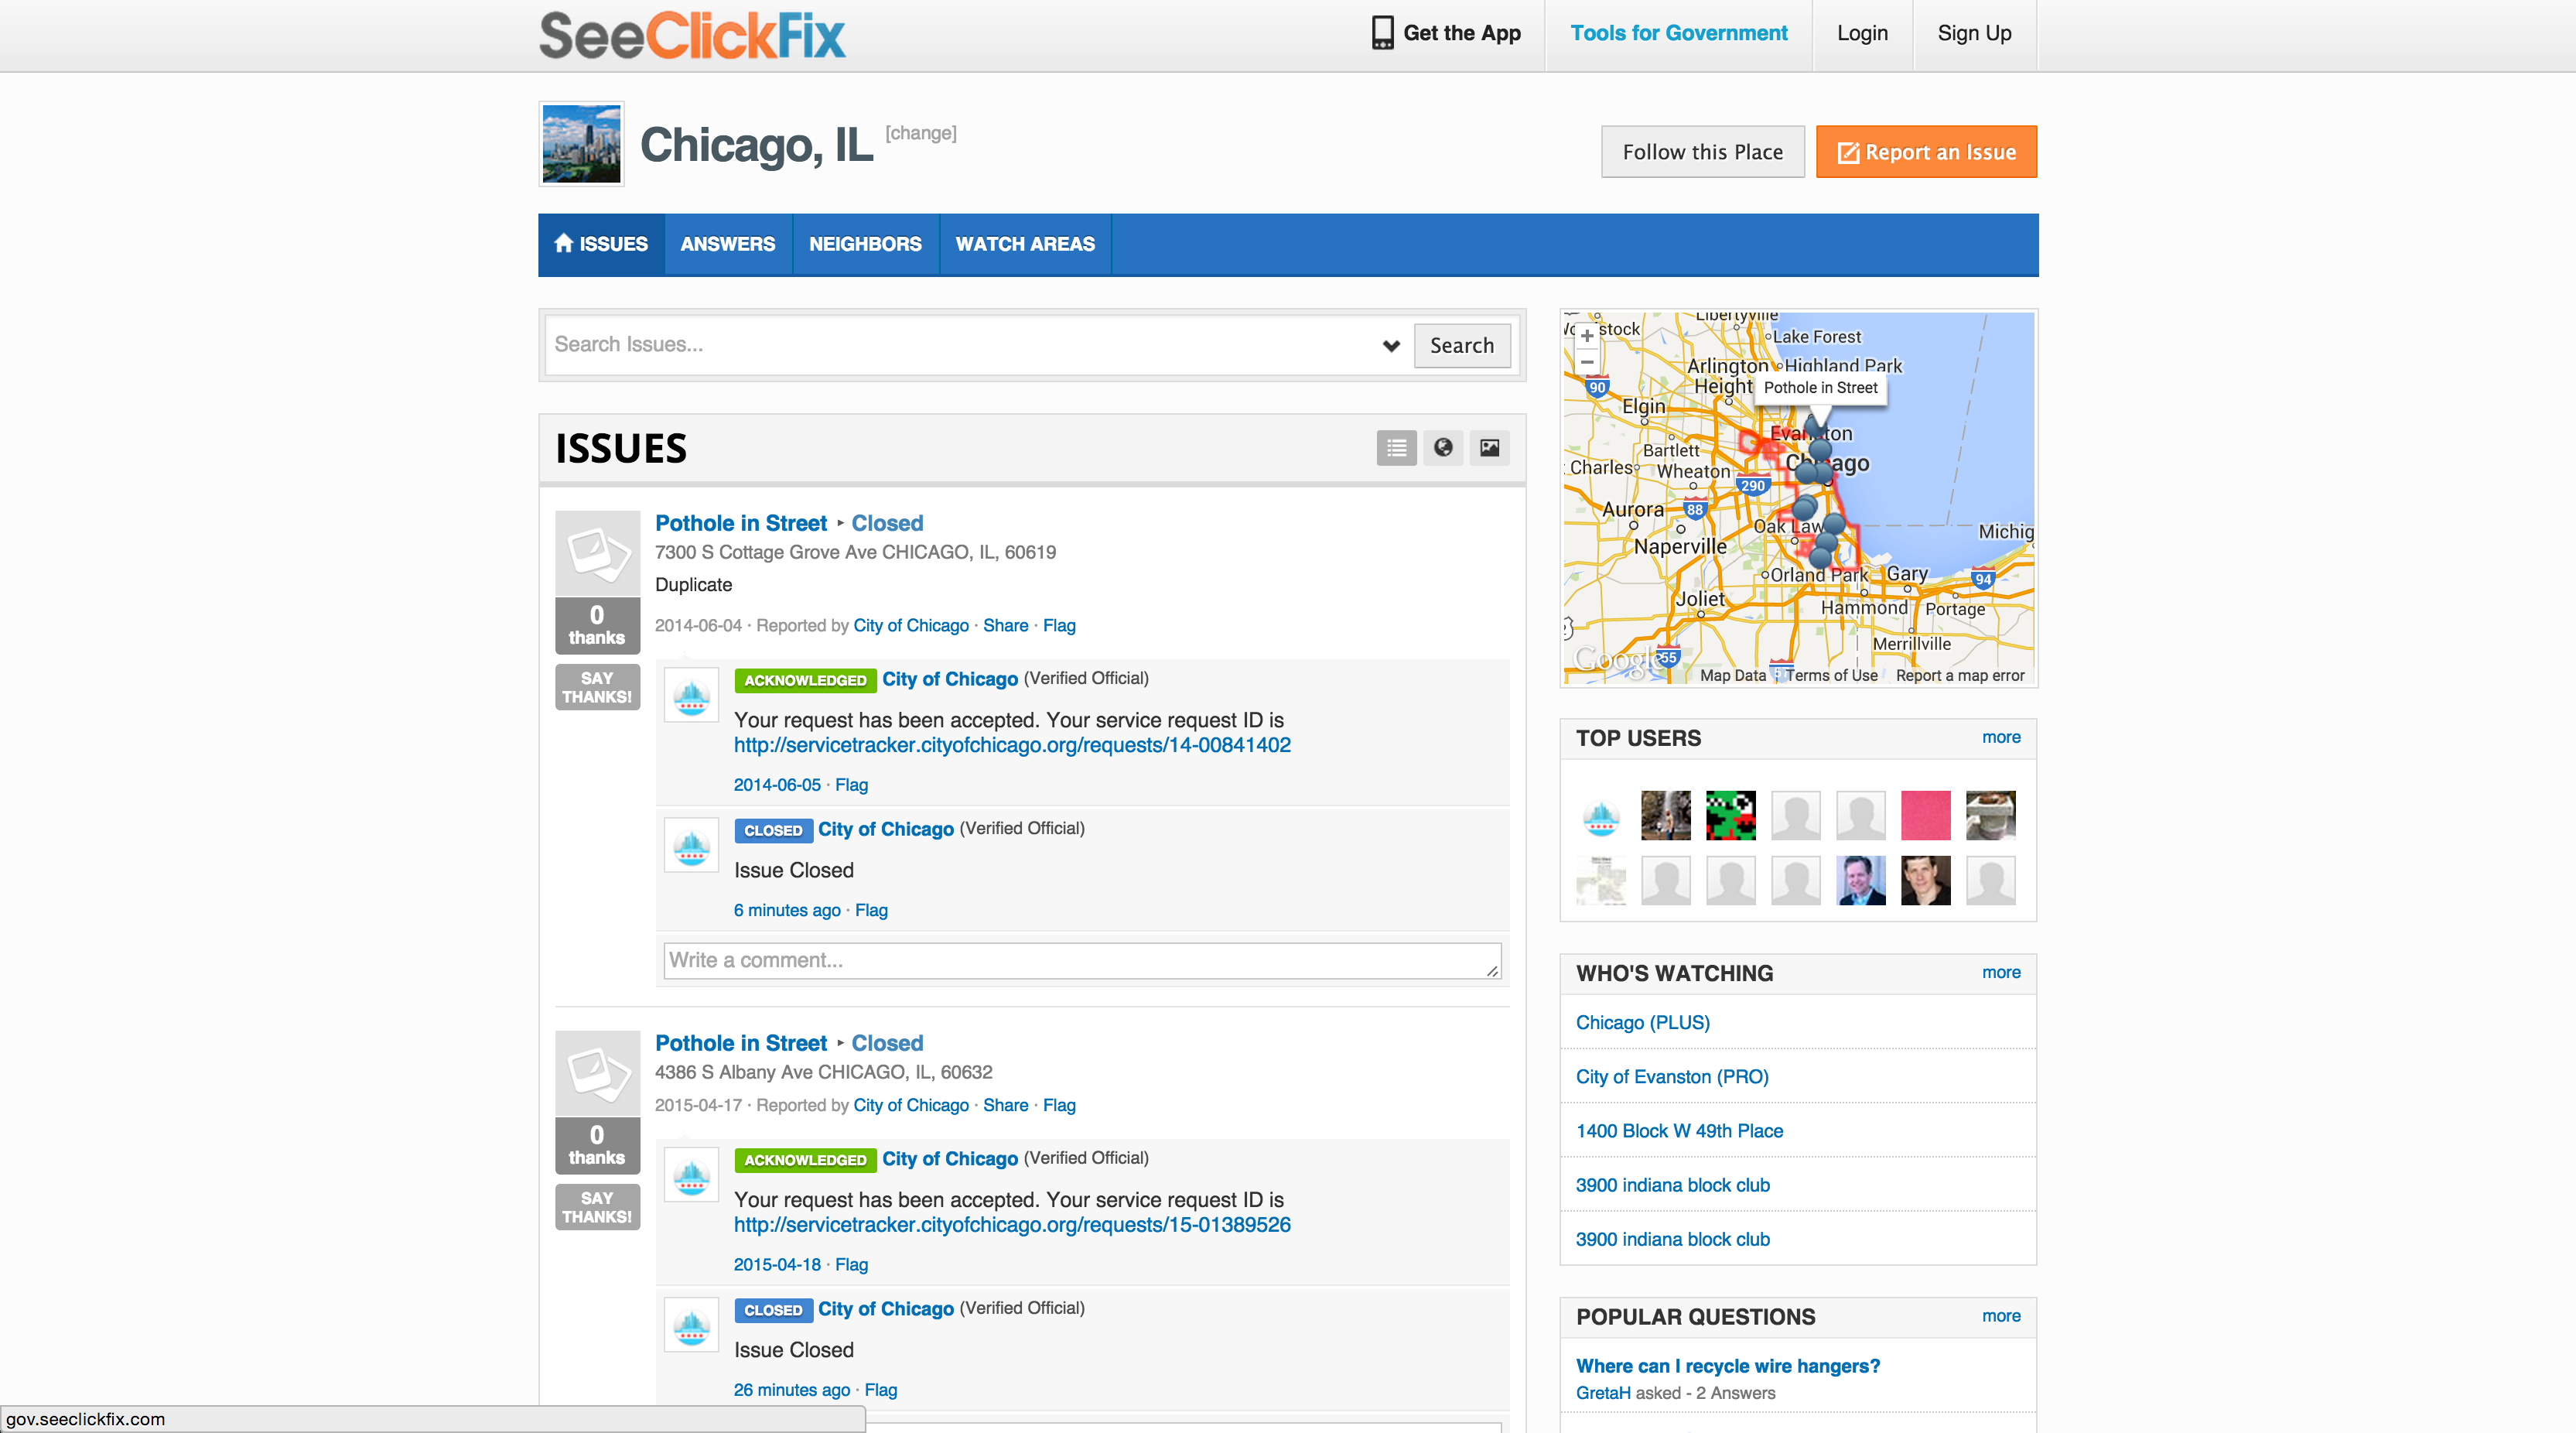 SeeClickFix
Get the App
Tools for Government
Login
Sign Up
Chicago, IL [change]
Follow this Place
Report an Issue
ISSUES
ANSWERS
NEIGHBORS
WATCH AREAS
Search Issues...
Search
ISSUES
Pothole in Street ‣ Closed
7300 S Cottage Grove Ave CHICAGO, IL, 60619
Duplicate
0
thanks
SAY
THANKS!
2014-06-04 · Reported by City of Chicago · Share · Flag
ACKNOWLEDGED City of Chicago (Verified Official)
Your request has been accepted. Your service request ID is
http://servicetracker.cityofchicago.org/requests/14-00841402
2014-06-05 · Flag
CLOSED City of Chicago (Verified Official)
Issue Closed
6 minutes ago · Flag
Write a comment...
Pothole in Street ‣ Closed
4386 S Albany Ave CHICAGO, IL, 60632
2015-04-17 · Reported by City of Chicago · Share · Flag
0
thanks
SAY
THANKS!
ACKNOWLEDGED City of Chicago (Verified Official)
Your request has been accepted. Your service request ID is
http://servicetracker.cityofchicago.org/requests/15-01389526
2015-04-18 · Flag
CLOSED City of Chicago (Verified Official)
Issue Closed
26 minutes ago · Flag
gov.seeclickfix.com
Libertyville
Lake Forest
Arlington
Height
Highland Park
90
Pothole in Street
Elgin
Bartlett
Charles
Wheaton
290
Aurora
88
Oak Law
Naperville
Michig
Orland Park
Gary
94
Joliet
Hammond
Portage
Merrillville
Google
55
Map Data
Terms of Use
Report a map error
TOP USERS
more
WHO'S WATCHING
more
Chicago (PLUS)
City of Evanston (PRO)
1400 Block W 49th Place
3900 indiana block club
3900 indiana block club
POPULAR QUESTIONS
more
Where can I recycle wire hangers?
GretaH asked - 2 Answers